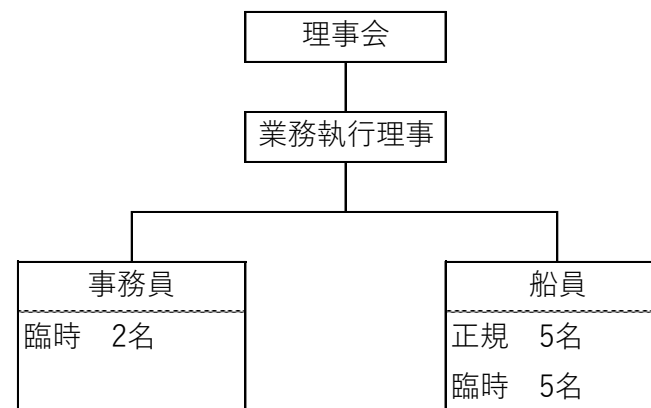 理事会
業務執行理事
事務員
臨時　2名
船員
正規　5名
臨時　5名